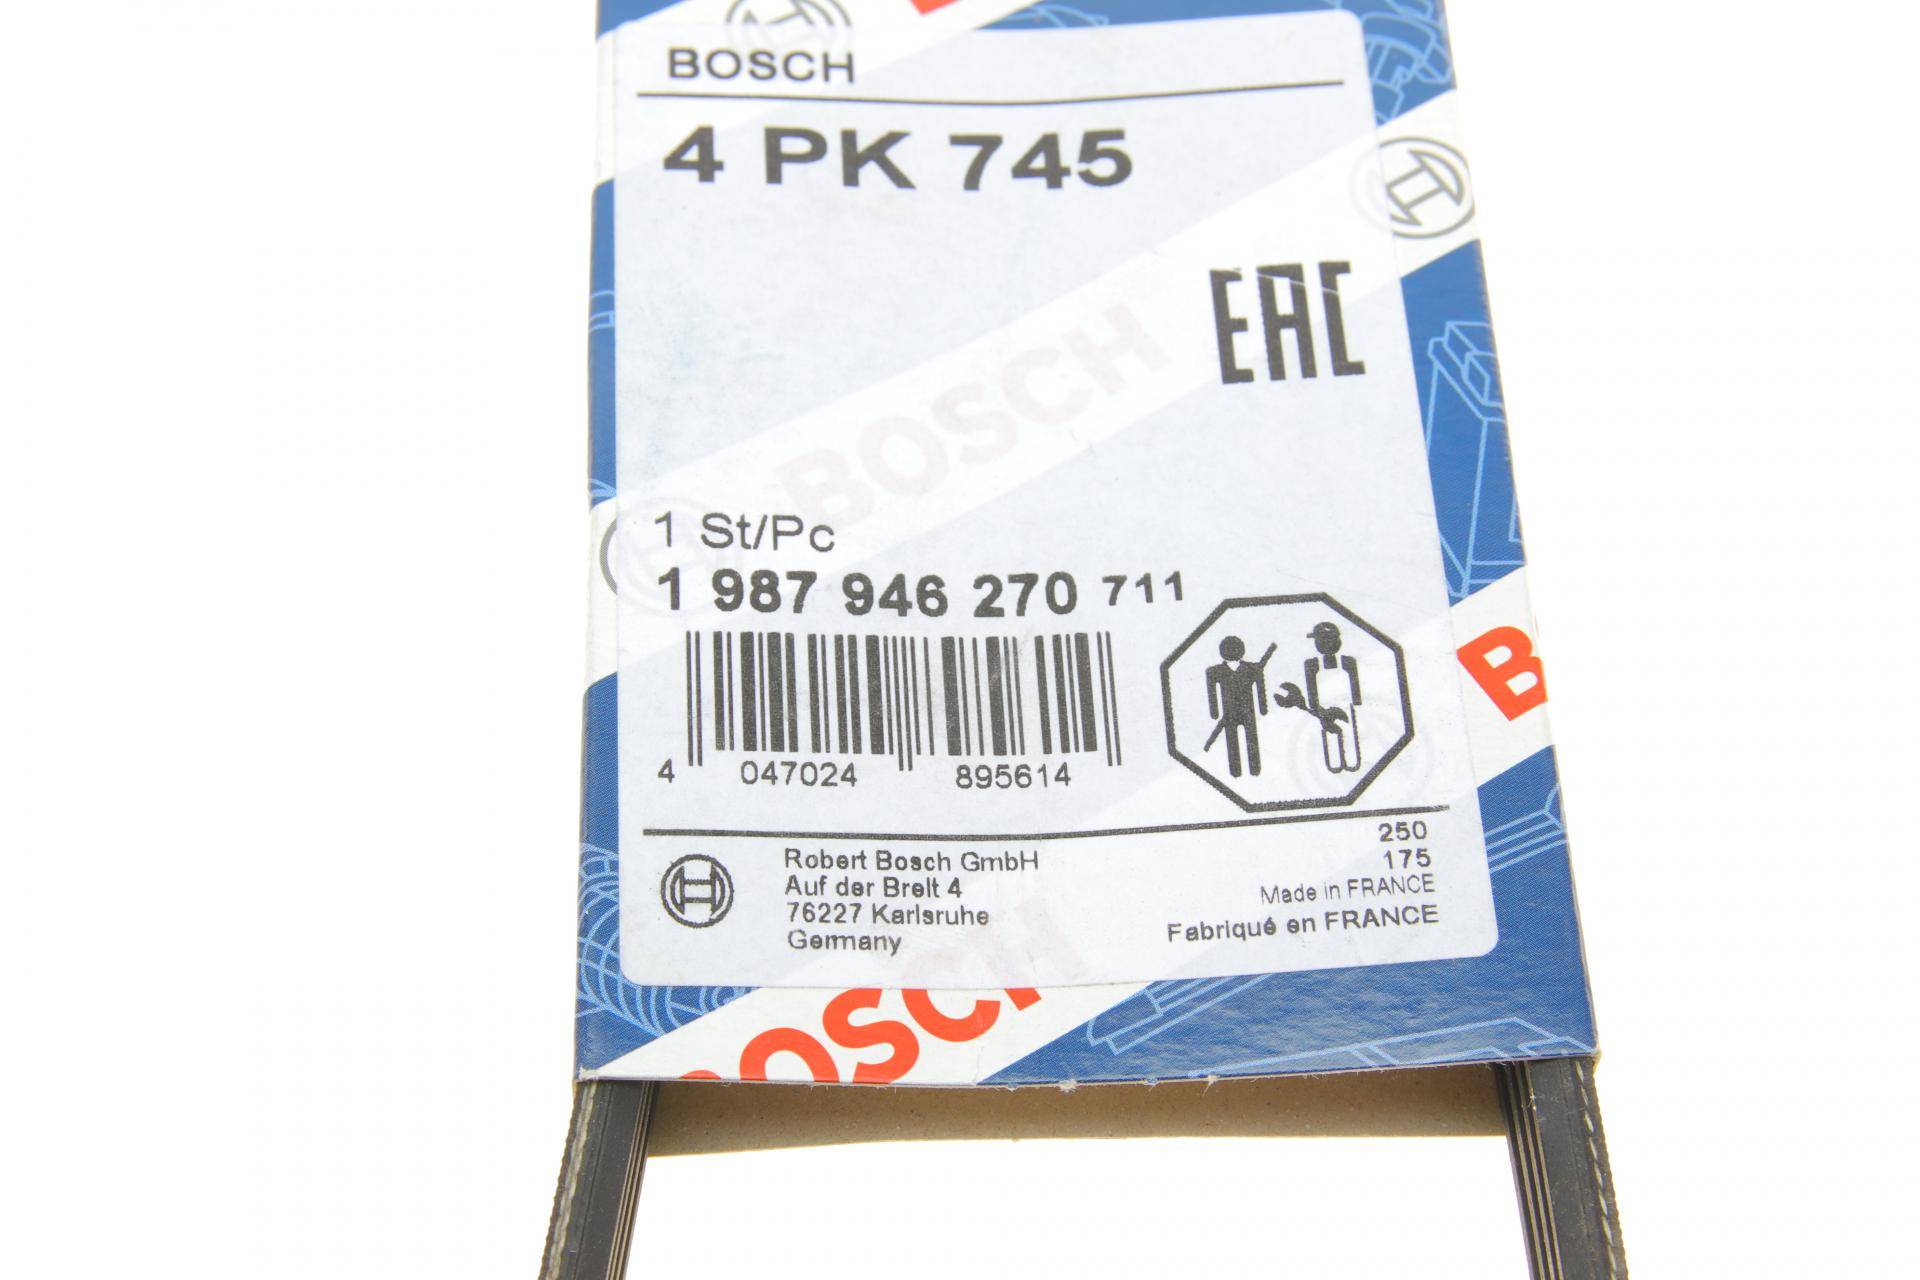 BOSCH
4 PK 745
EAC
BOSCH
1 St/Pc
1 987 946 270 711
4 047024 895614
250
175
Robert Bosch GmbH
Auf der Breit 4
76227 Karlsruhe
Germany
Made in FRANCE
Fabriqué en FRANCE
BOSCH